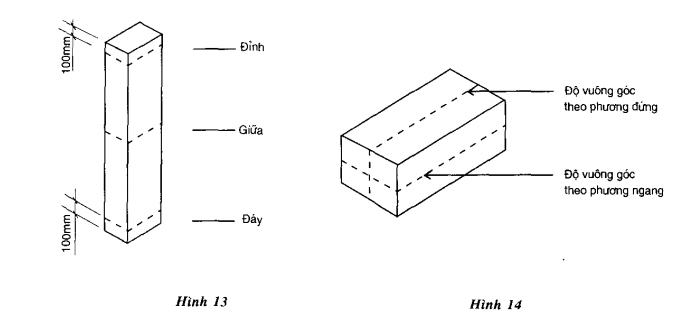 100mm
Đỉnh
Giữa
Đáy
100mm
Hình 13
Độ vuông góc
theo phương đứng
Độ vuông góc
theo phương ngang
Hình 14